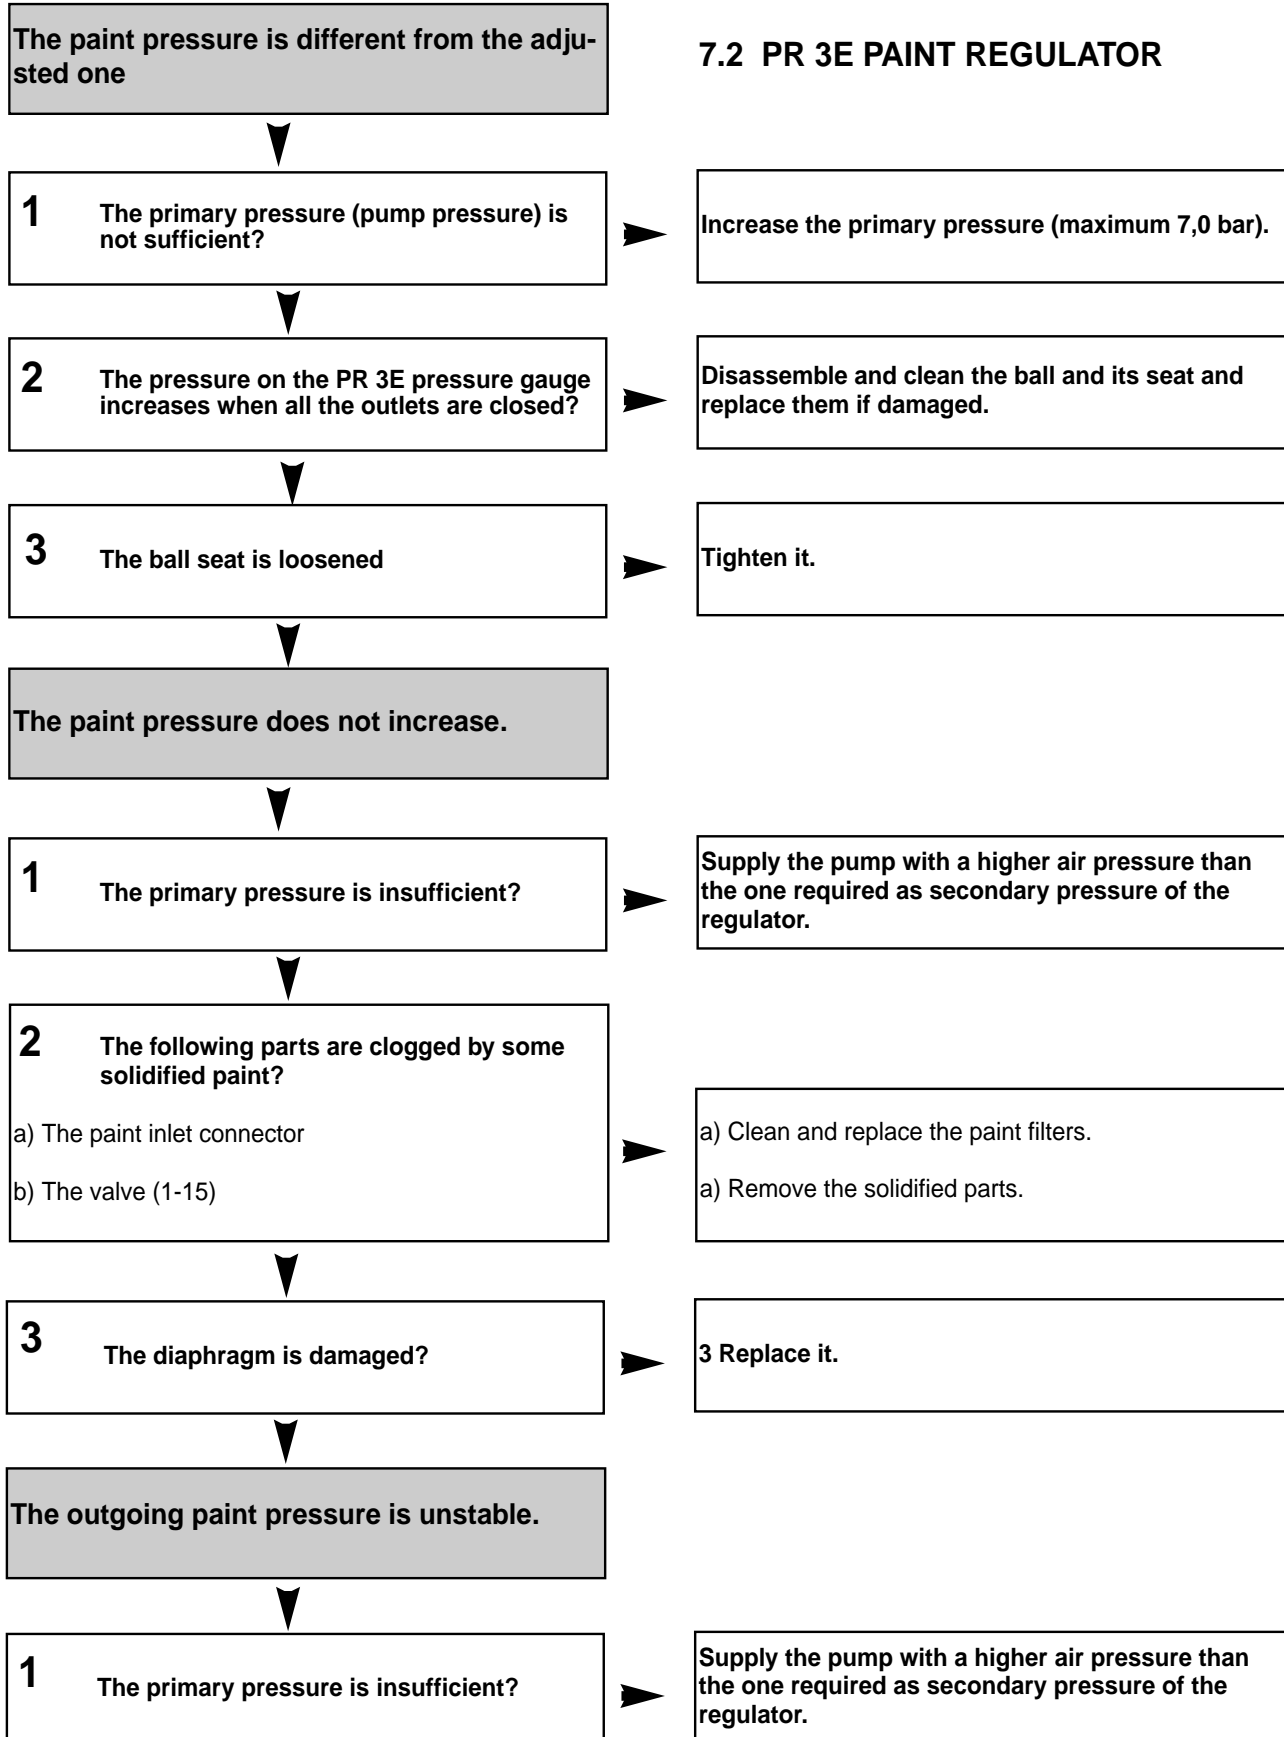 The paint pressure is different from the adju-
sted one
7.2 PR 3E PAINT REGULATOR
1
The primary pressure (pump pressure) is
not sufficient?
Increase the primary pressure (maximum 7,0 bar).
2
The pressure on the PR 3E pressure gauge
increases when all the outlets are closed?
Disassemble and clean the ball and its seat and
replace them if damaged.
3
The ball seat is loosened
Tighten it.
The paint pressure does not increase.
1
The primary pressure is insufficient?
Supply the pump with a higher air pressure than
the one required as secondary pressure of the
regulator.
2
The following parts are clogged by some
solidified paint?
a) The paint inlet connector
b) The valve (1-15)
a) Clean and replace the paint filters.
a) Remove the solidified parts.
3
The diaphragm is damaged?
3 Replace it.
The outgoing paint pressure is unstable.
1
The primary pressure is insufficient?
Supply the pump with a higher air pressure than
the one required as secondary pressure of the
regulator.